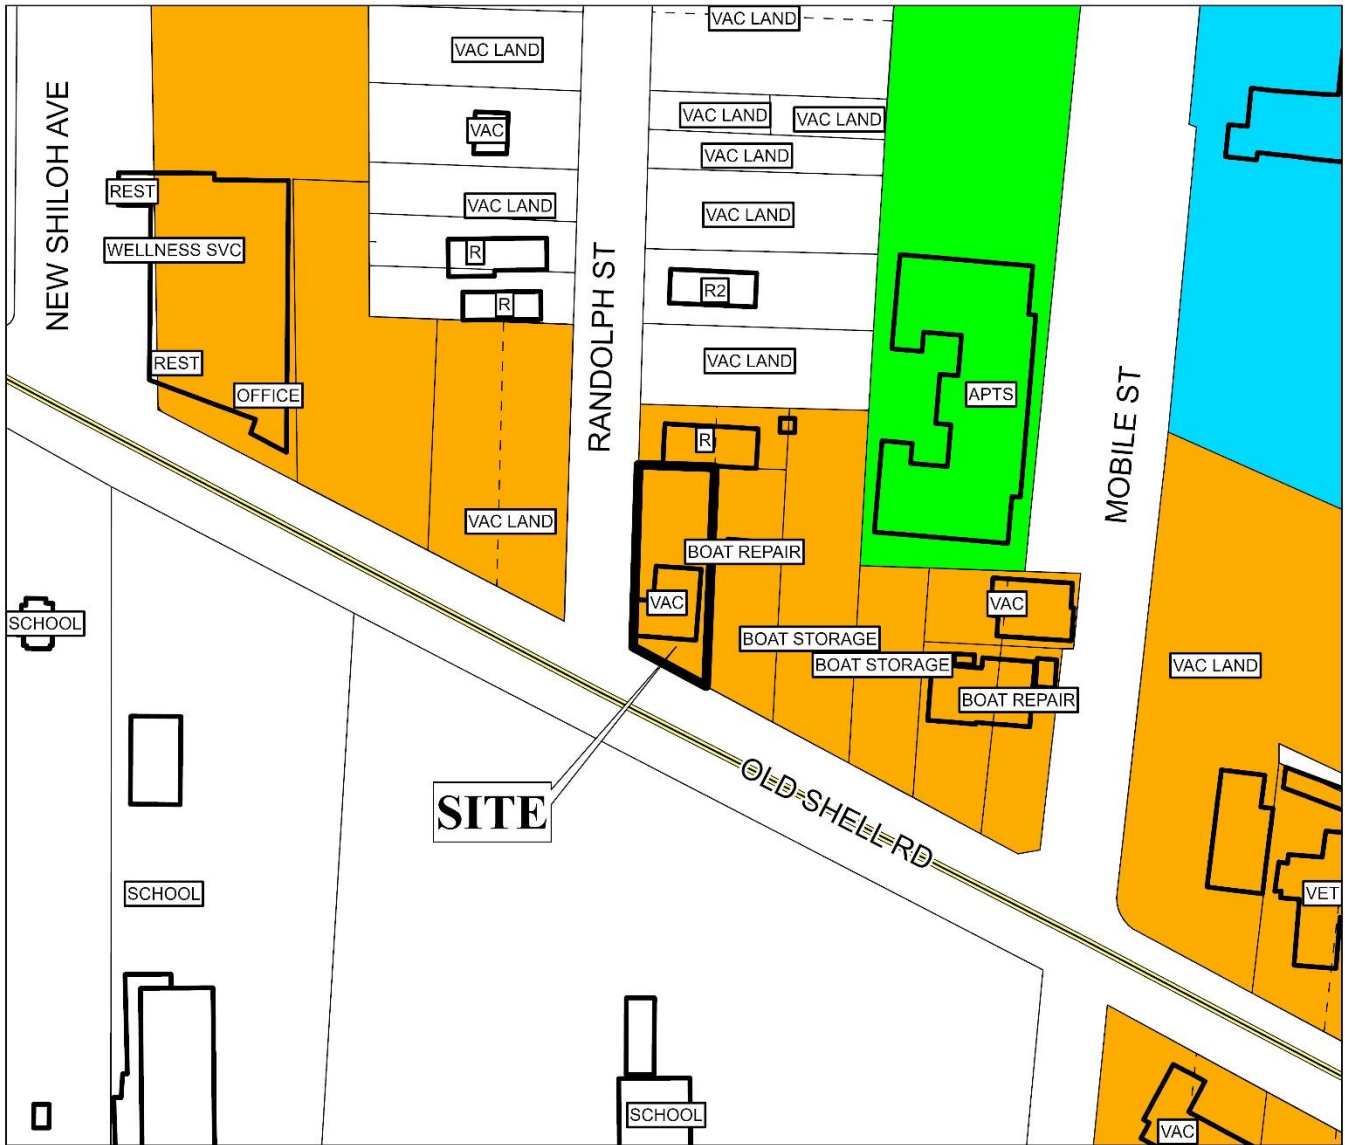 VAC LAND
VAC LAND
NEW SHILOH AVE
VAC
VAC LAND
VAC LAND
VAC LAND
REST
VAC LAND
VAC LAND
WELLNESS SVC
R
R
R2
RANDOLPH ST
REST
VAC LAND
OFFICE
APTS
MOBILE ST
R
VAC LAND
BOAT REPAIR
VAC
VAC
SCHOOL
BOAT STORAGE
BOAT STORAGE
VAC LAND
BOAT REPAIR
SITE
OLD SHELL RD
SCHOOL
VET
SCHOOL
VAC